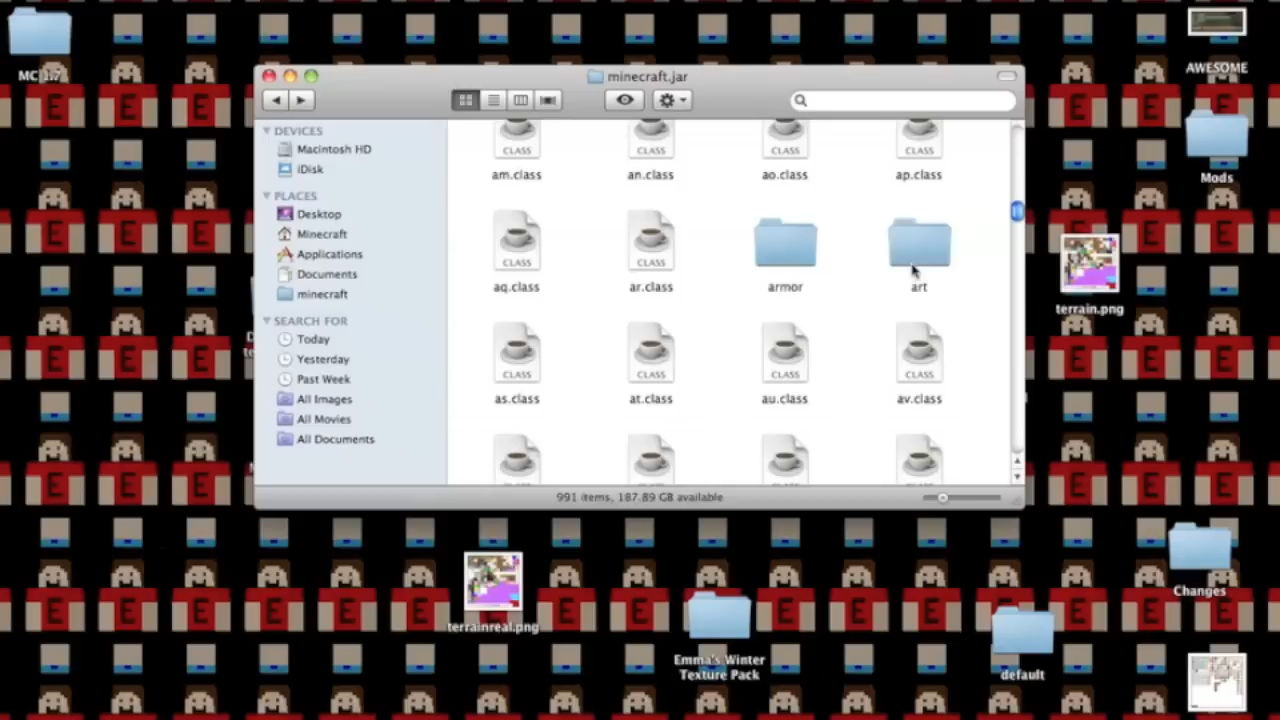 MC 1.7
AWESOME
Mods
terrain.png
minecraft.jar
DEVICES
Macintosh HD
iDisk
PLACES
Desktop
Minecraft
Applications
Documents
minecraft
SEARCH FOR
Today
Yesterday
Past Week
All Images
All Movies
All Documents
CLASS CLASS CLASS CLASS
am.class an.class ao.class ap.class
CLASS CLASS
aq.class ar.class armor art
CLASS CLASS CLASS CLASS
as.class at.class au.class av.class
991 items, 187.89 GB available
terrainreal.png
Emma's Winter
Texture Pack
default
Changes